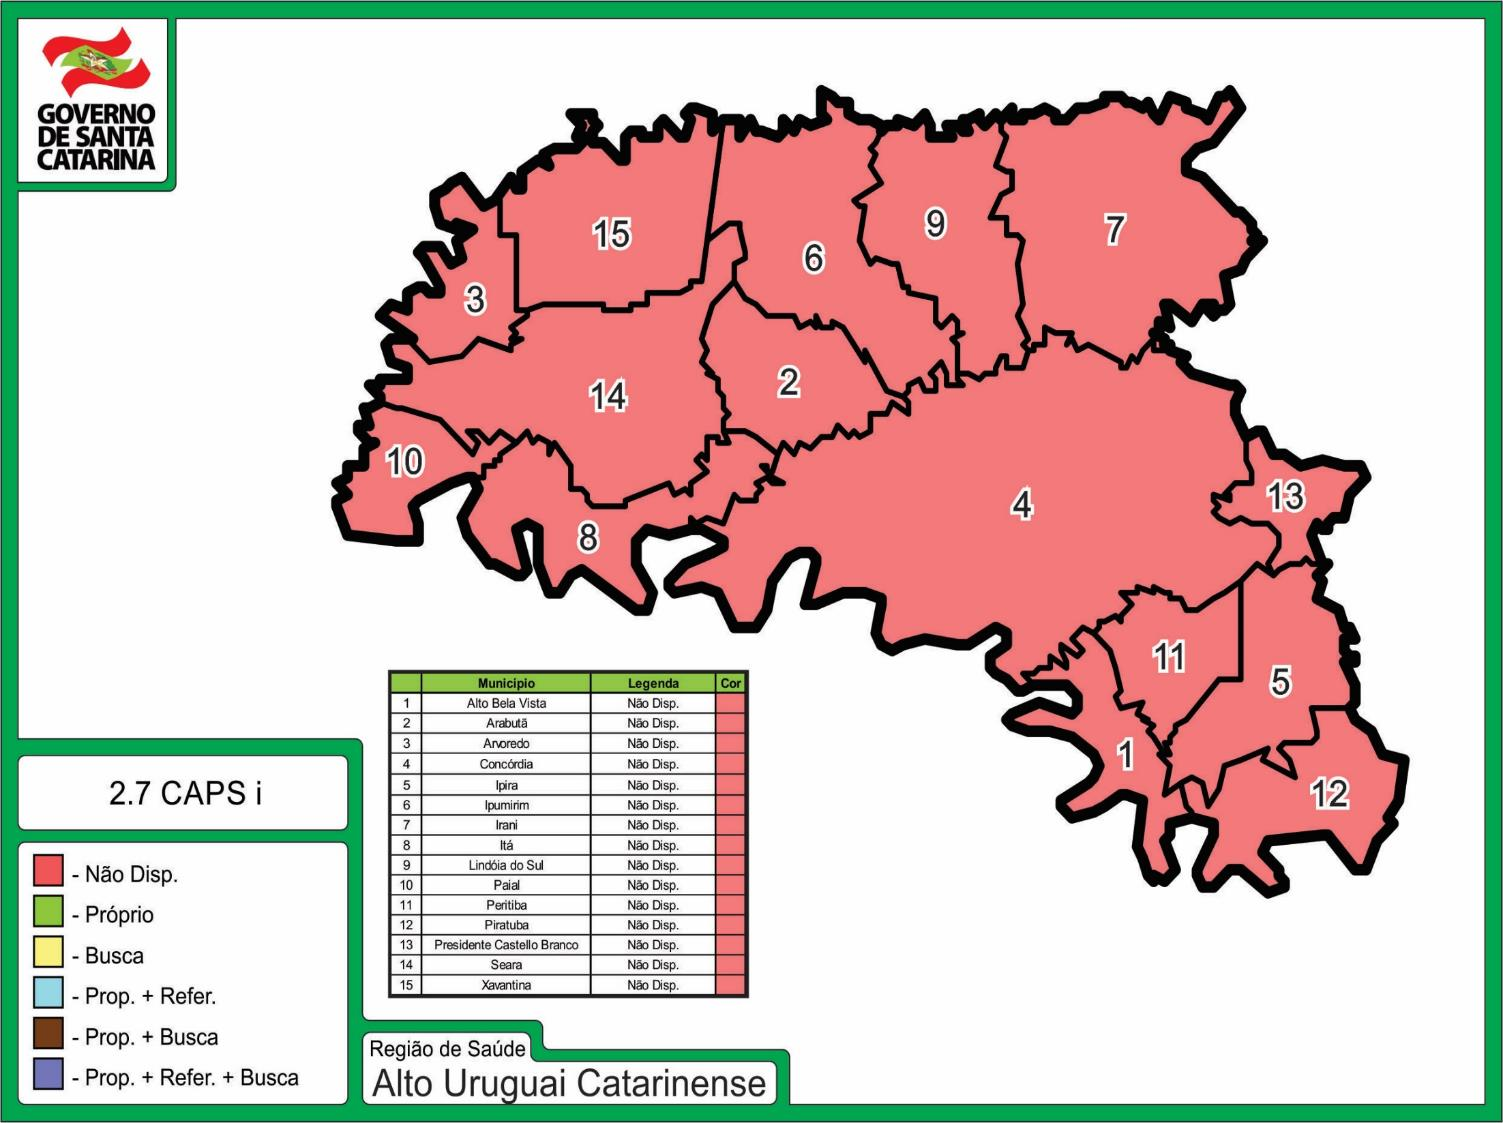 GOVERNO
DE SANTA
CATARINA
15
6
9
7
3
14
2
10
8
4
13
11
5
1
12
Município Legenda Cor
1 Alto Bela Vista Não Disp.
2 Arabutã Não Disp.
3 Arvoredo Não Disp.
4 Concórdia Não Disp.
5 Ipira Não Disp.
6 Ipumirim Não Disp.
7 Irani Não Disp.
8 Itá Não Disp.
9 Lindóia do Sul Não Disp.
10 Paial Não Disp.
11 Peritiba Não Disp.
12 Piratuba Não Disp.
13 Presidente Castello Branco Não Disp.
14 Seara Não Disp.
15 Xavantina Não Disp.
2.7 CAPS i
- Não Disp.
- Próprio
- Busca
- Prop. + Refer.
- Prop. + Busca
- Prop. + Refer. + Busca
Região de Saúde
Alto Uruguai Catarinense